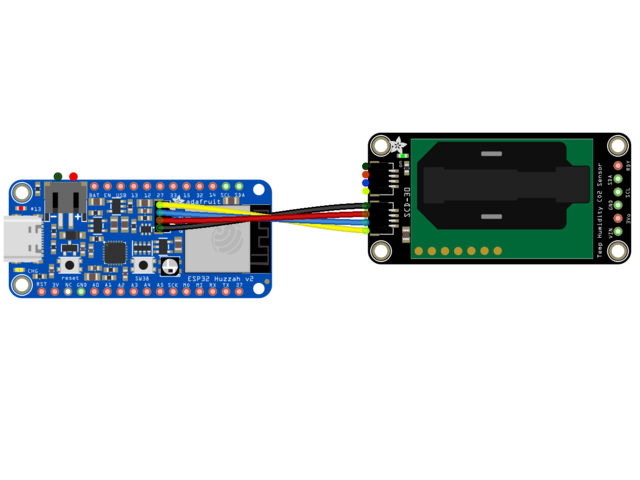 BAT EN USB 13 12 27 33 15 32 14 SCL SDA
#13
Adafruit
CHG
reset
SW38
ESP32 Huzzah v2
RST 3V NC GND A0 A1 A2 A3 A4 A5 SCK MO MI RX TX 37
SCD-30
on
Temp Humidity CO2 Sensor
RDY
SDA
SCL
GND
3Vo
VIN